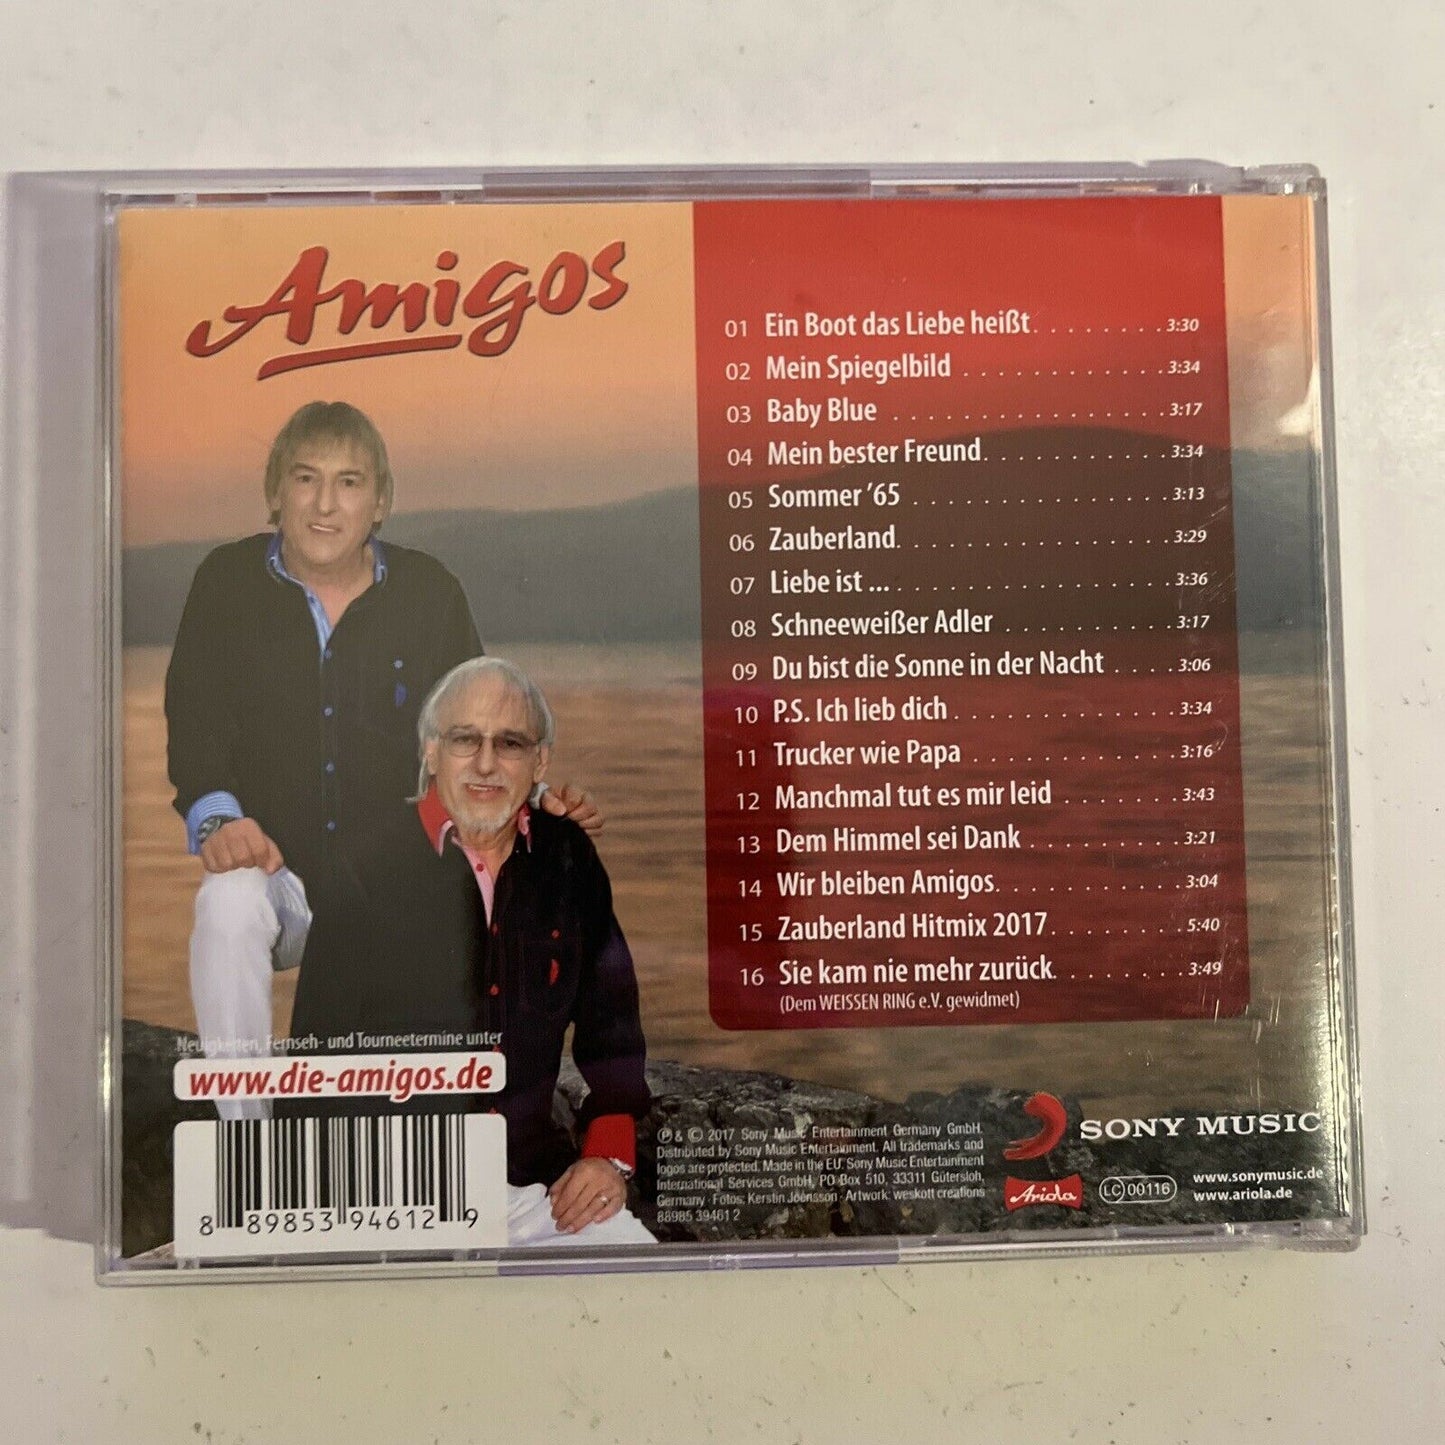 Amigos
01 Ein Boot das Liebe heißt. . . . . . . . 3:30
02 Mein Spiegelbild . . . . . . . . . . . . 3:34
03 Baby Blue . . . . . . . . . . . . . . . . 3:17
04 Mein bester Freund. . . . . . . . . . . 3:34
05 Sommer ’65 . . . . . . . . . . . . . . . 3:13
06 Zauberland. . . . . . . . . . . . . . . . 3:29
07 Liebe ist ... . . . . . . . . . . . . . . . . 3:36
08 Schneeweißer Adler . . . . . . . . . . 3:17
09 Du bist die Sonne in der Nacht . . . . 3:06
10 P.S. Ich lieb dich . . . . . . . . . . . . . 3:34
11 Trucker wie Papa . . . . . . . . . . . . 3:16
12 Manchmal tut es mir leid . . . . . . . 3:43
13 Dem Himmel sei Dank . . . . . . . . . 3:21
14 Wir bleiben Amigos. . . . . . . . . . . 3:04
15 Zauberland Hitmix 2017. . . . . . . . 5:40
16 Sie kam nie mehr zurück. . . . . . . . 3:49
(Dem WEISSEN RING e.V. gewidmet)
Neuigkeiten, Fernseh- und Tourneetermine unter
www.die-amigos.de
8 89853 94612 9
℗ & © 2017 Sony Music Entertainment Germany GmbH.
Distributed by Sony Music Entertainment. All trademarks and
logos are protected. Made in the EU. Sony Music Entertainment
International Services GmbH, PO Box 510, 33311 Gütersloh,
Germany · Fotos: Kerstin Joensson · Artwork: weskott creations
88985 39461 2
SONY MUSIC
Ariola
LC 00116
www.sonymusic.de
www.ariola.de